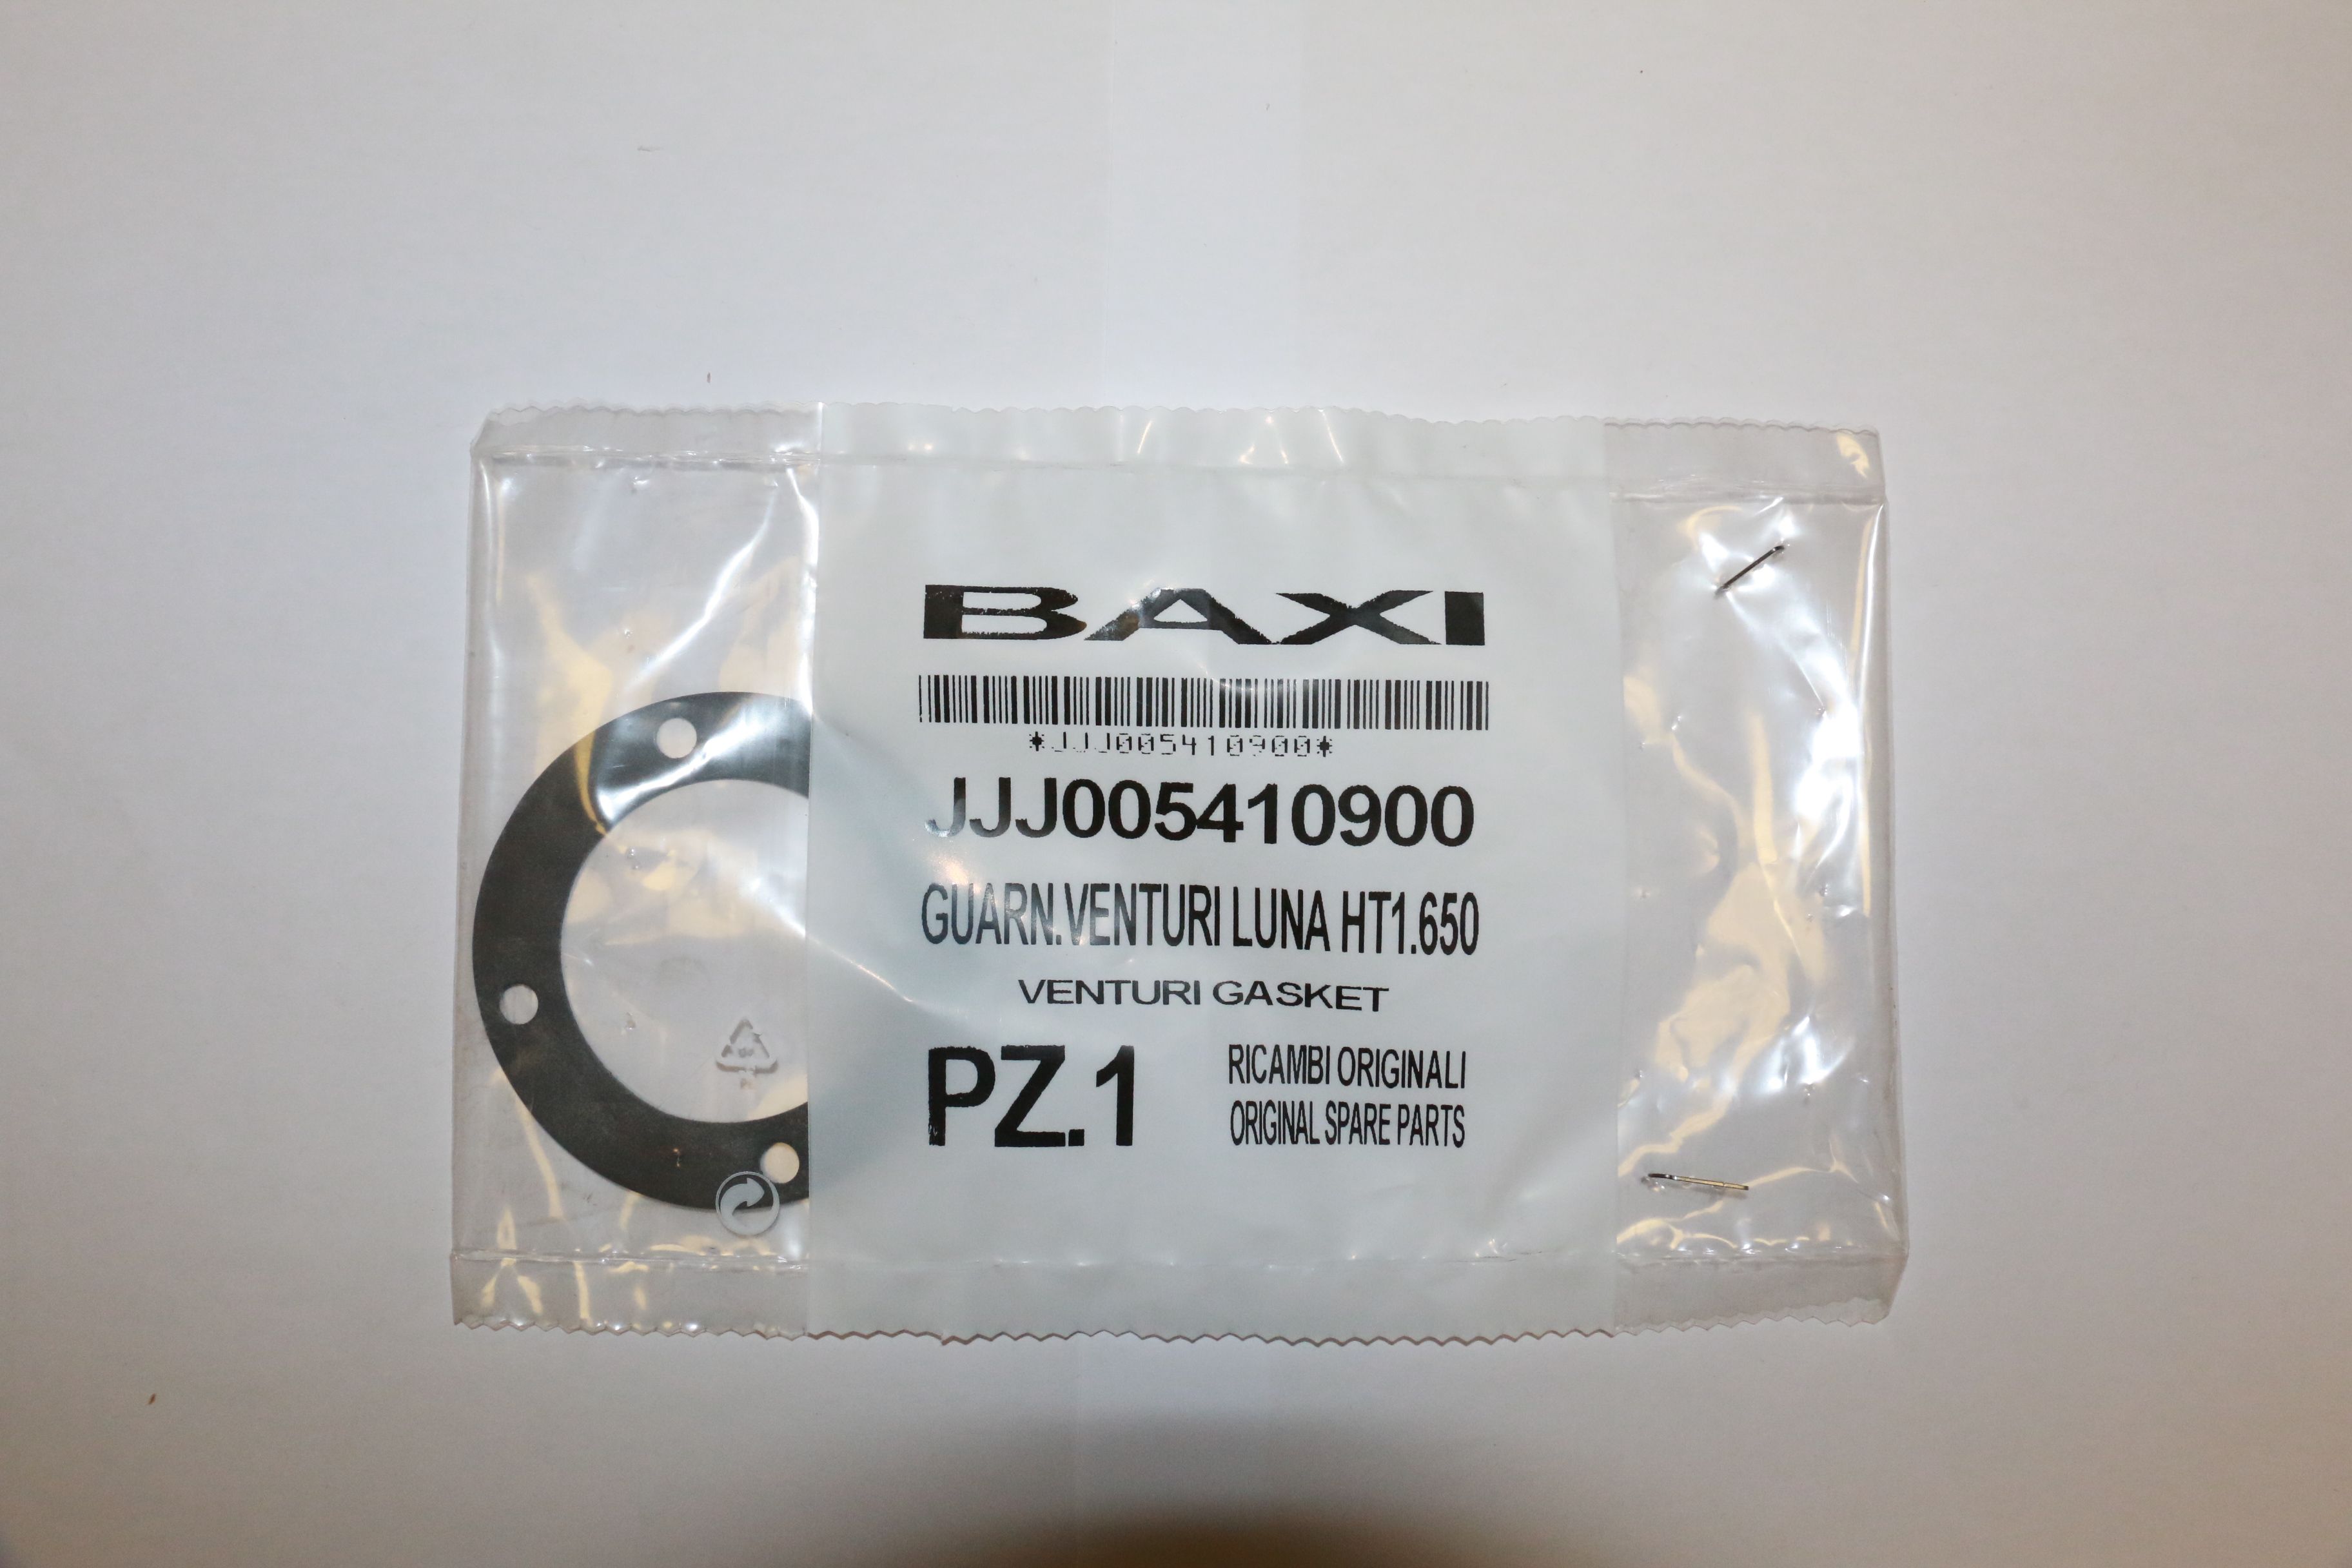 BAXI
*JJJ005410900*
JJJ005410900
GUARN.VENTURI LUNA HT1.650
VENTURI GASKET
PZ.1
RICAMBI ORIGINALI
ORIGINAL SPARE PARTS